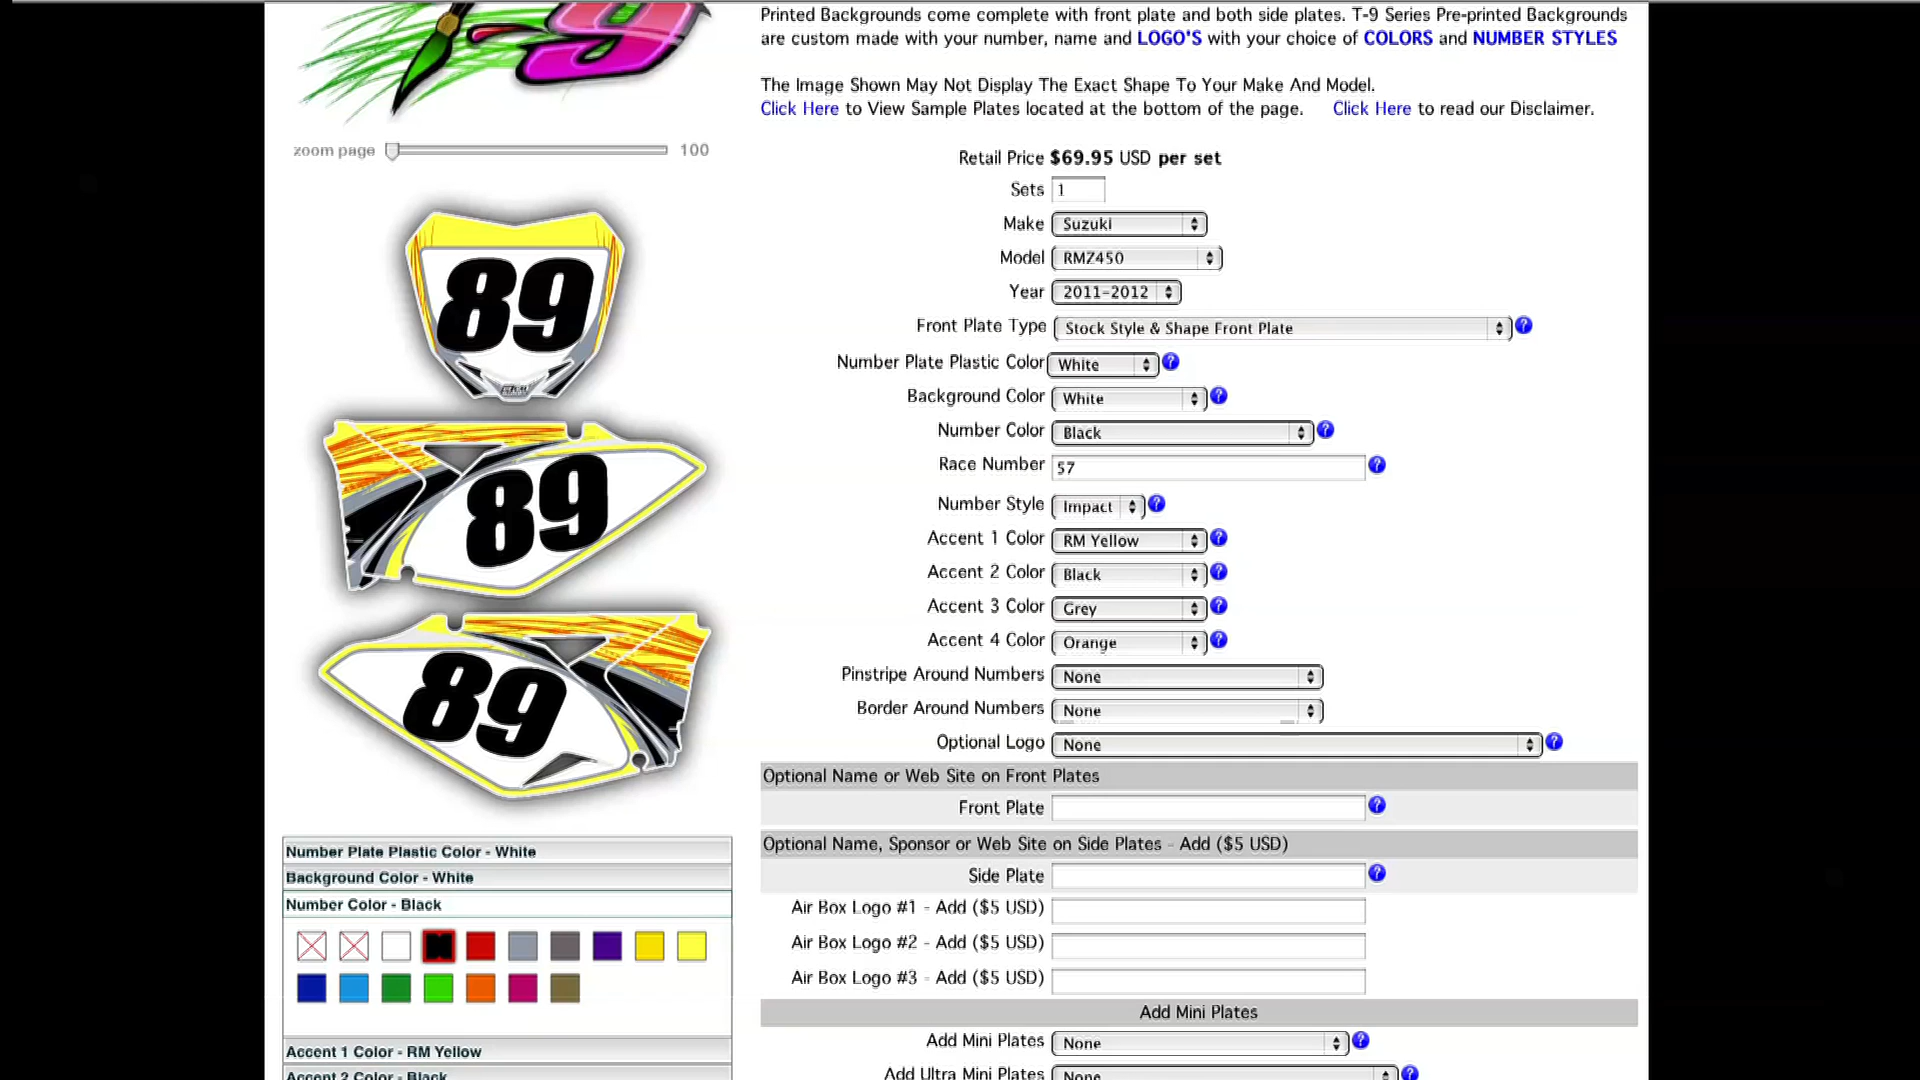 Printed Backgrounds come complete with front plate and both side plates. T-9 Series Pre-printed Backgrounds
are custom made with your number, name and LOGO'S with your choice of COLORS and NUMBER STYLES
The Image Shown May Not Display The Exact Shape To Your Make And Model.
Click Here to View Sample Plates located at the bottom of the page. Click Here to read our Disclaimer.
zoom page 100
Retail Price $69.95 USD per set
Sets 1
Make Suzuki
Model RMZ450
Year 2011-2012
Front Plate Type Stock Style & Shape Front Plate ?
Number Plate Plastic Color White ?
Background Color White ?
Number Color Black ?
Race Number 57 ?
Number Style Impact ?
Accent 1 Color RM Yellow ?
Accent 2 Color Black ?
Accent 3 Color Grey ?
Accent 4 Color Orange ?
Pinstripe Around Numbers None
Border Around Numbers None
Optional Logo None ?
Optional Name or Web Site on Front Plates
Front Plate ?
Optional Name, Sponsor or Web Site on Side Plates - Add ($5 USD)
Side Plate ?
Air Box Logo #1 - Add ($5 USD)
Air Box Logo #2 - Add ($5 USD)
Air Box Logo #3 - Add ($5 USD)
Add Mini Plates
Add Mini Plates None ?
Add Ultra Mini Plates None ?
9
89
89
89
Number Plate Plastic Color - White
Background Color - White
Number Color - Black
Accent 1 Color - RM Yellow
Accent 2 Color - Black